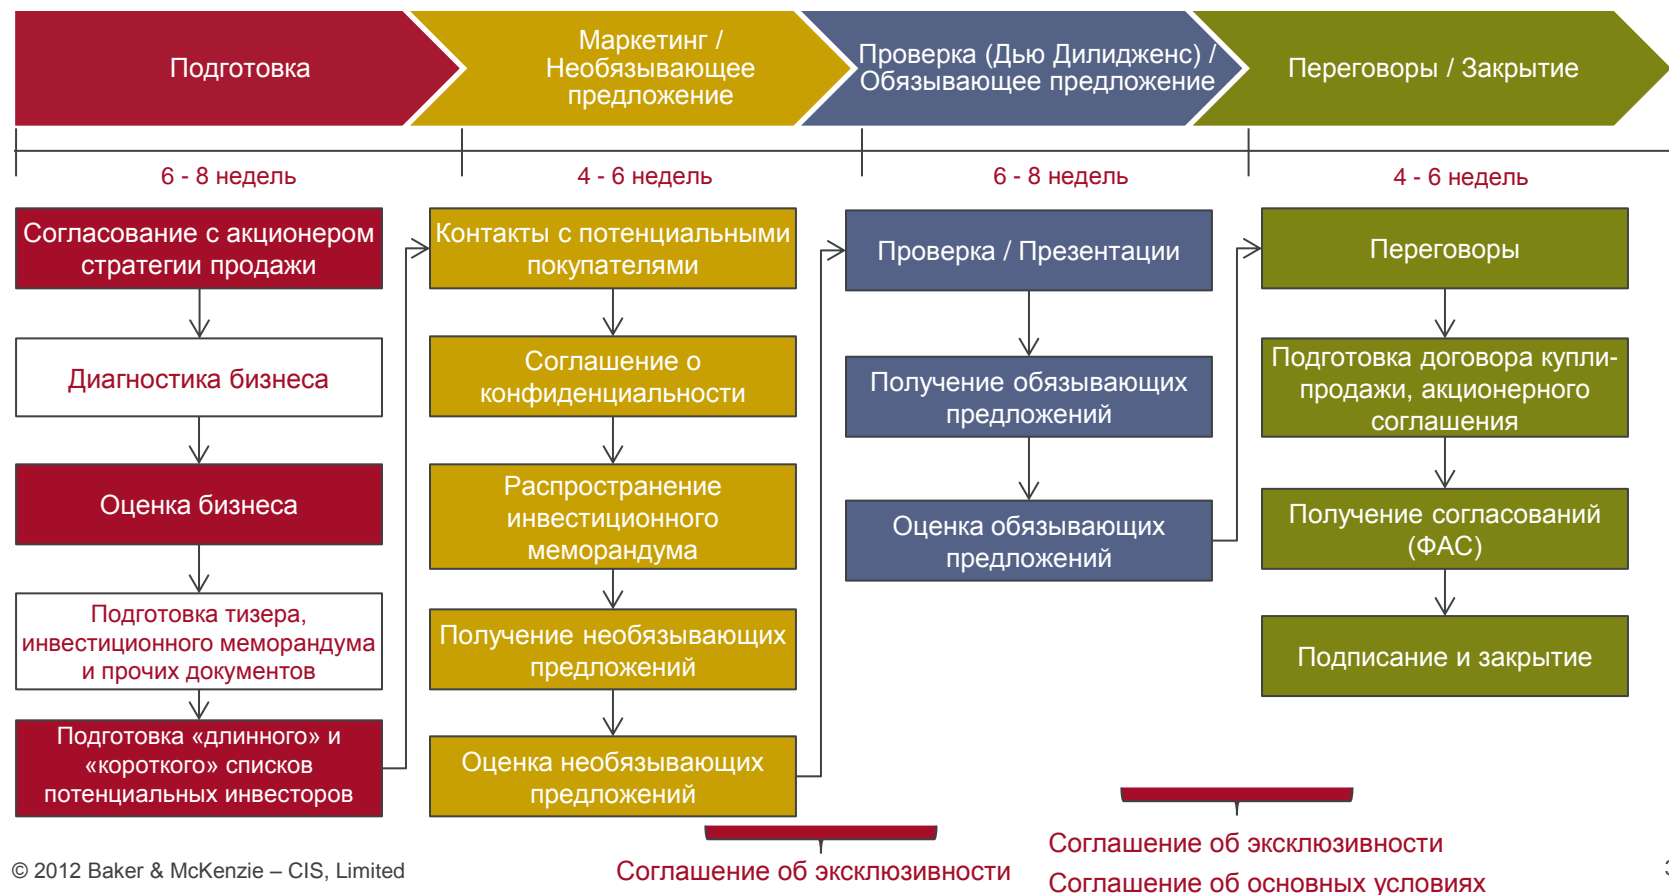 Подготовка
Маркетинг /
Необязывающее
предложение
Проверка (Дью Дилидженс) /
Обязывающее предложение
Переговоры / Закрытие
6 - 8 недель
4 - 6 недель
6 - 8 недель
4 - 6 недель
Согласование с акционером
стратегии продажи
Диагностика бизнеса
Оценка бизнеса
Подготовка тизера,
инвестиционного меморандума
и прочих документов
Подготовка «длинного» и
«короткого» списков
потенциальных инвесторов
Контакты с потенциальными
покупателями
Соглашение о
конфиденциальности
Распространение
инвестиционного
меморандума
Получение необязывающих
предложений
Оценка необязывающих
предложений
Проверка / Презентации
Получение обязывающих
предложений
Оценка обязывающих
предложений
Переговоры
Подготовка договора купли-
продажи, акционерного
соглашения
Получение согласований
(ФАС)
Подписание и закрытие
Соглашение об эксклюзивности
Соглашение об эксклюзивности
Соглашение об основных условиях
© 2012 Baker & McKenzie – CIS, Limited